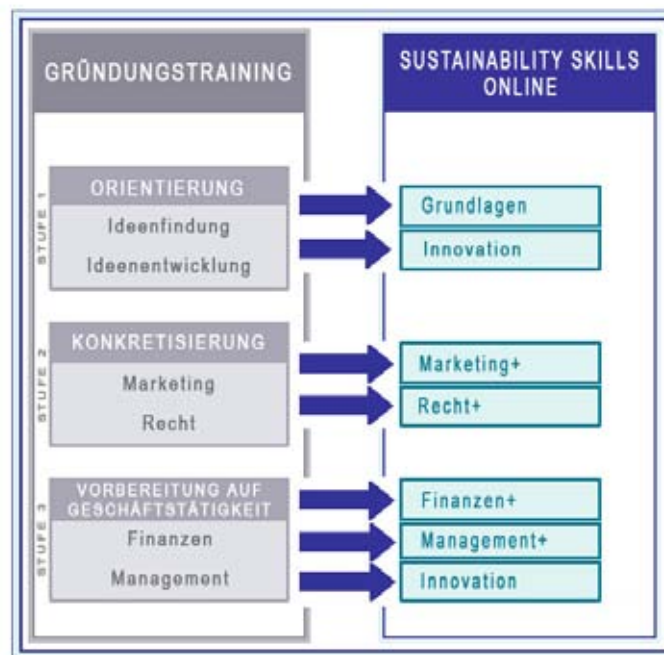 GRÜNDUNGSTRAINING
SUSTAINABILITY SKILLS
ONLINE
STUFE 1
ORIENTIERUNG
Ideenfindung
Ideenentwicklung
Grundlagen
Innovation
STUFE 2
KONKRETISIERUNG
Marketing
Recht
Marketing+
Recht+
STUFE 3
VORBEREITUNG AUF
GESCHÄFTSTÄTIGKEIT
Finanzen
Management
Finanzen+
Management+
Innovation